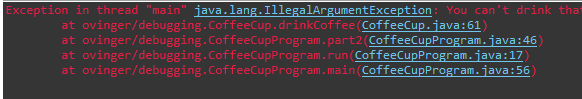 Exception in thread "main" java.lang.IllegalArgumentException: You can't drink tha
at ovinger/debugging.CoffeeCup.drinkCoffee(CoffeeCup.java:61)
at ovinger/debugging.CoffeeCupProgram.part2(CoffeeCupProgram.java:46)
at ovinger/debugging.CoffeeCupProgram.run(CoffeeCupProgram.java:17)
at ovinger/debugging.CoffeeCupProgram.main(CoffeeCupProgram.java:56)